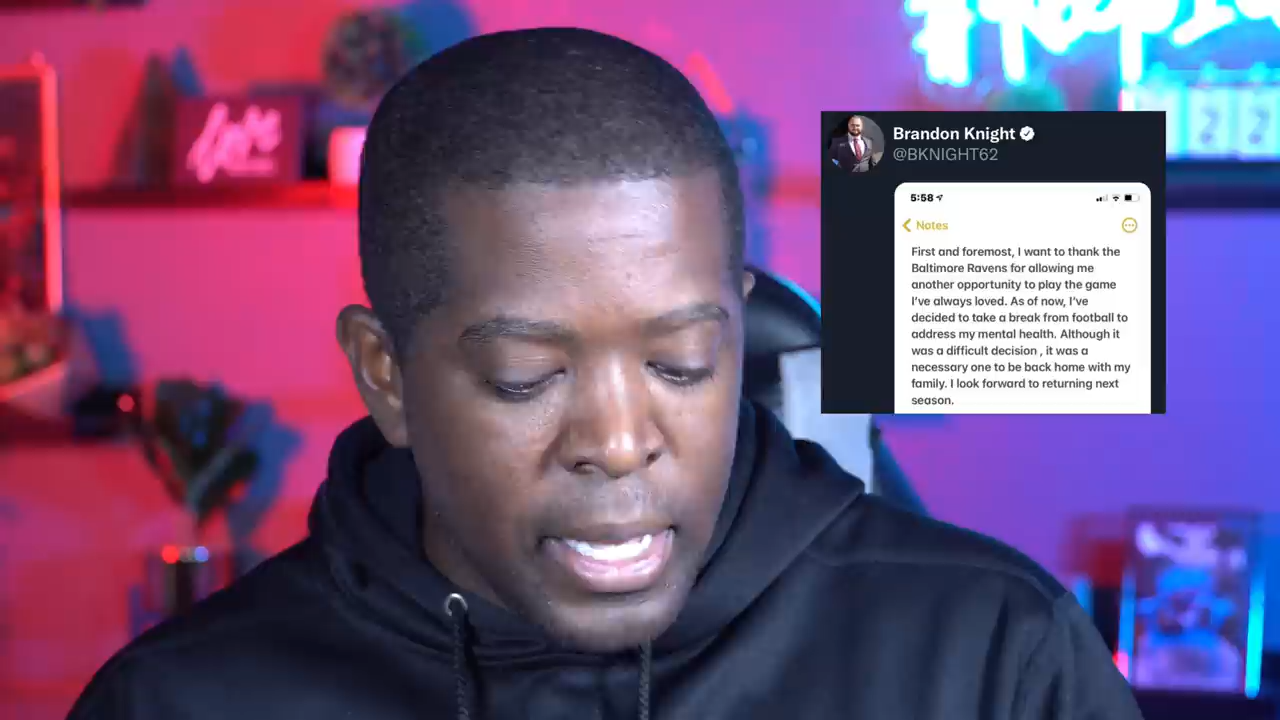 Brandon Knight
@BKNIGHT62
5:58
Notes
First and foremost, I want to thank the
Baltimore Ravens for allowing me
another opportunity to play the game
I've always loved. As of now, I've
decided to take a break from football to
address my mental health. Although it
was a difficult decision , it was a
necessary one to be back home with my
family. I look forward to returning next
season.